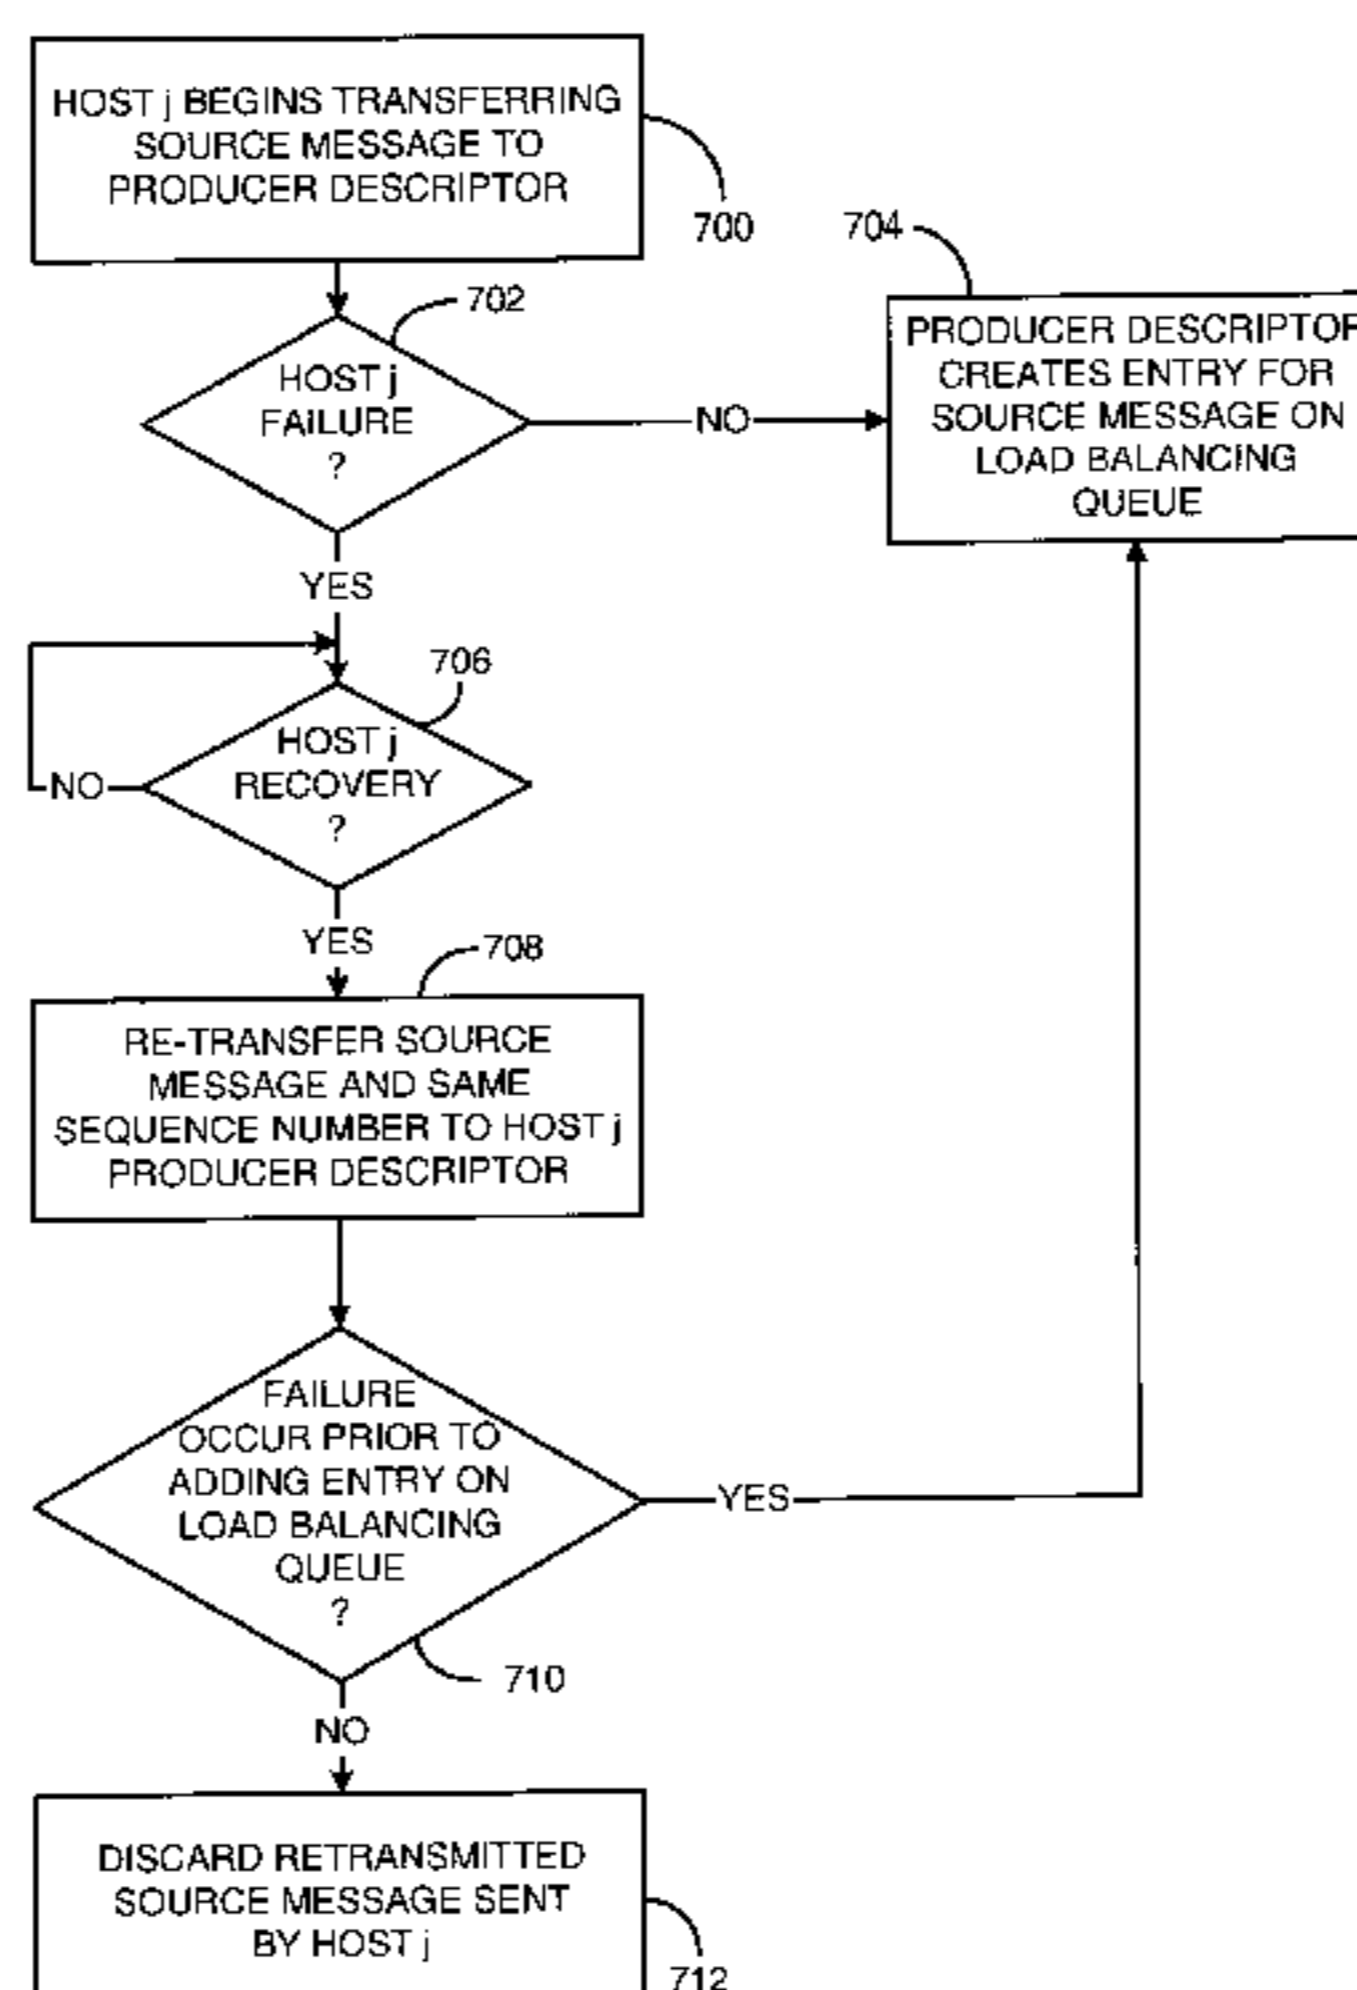 HOST j BEGINS TRANSFERRING
SOURCE MESSAGE TO
PRODUCER DESCRIPTOR
700
702
HOST j
FAILURE
?
NO
704
PRODUCER DESCRIPTOR
CREATES ENTRY FOR
SOURCE MESSAGE ON
LOAD BALANCING
QUEUE
YES
706
HOST j
RECOVERY
?
NO
YES
708
RE-TRANSFER SOURCE
MESSAGE AND SAME
SEQUENCE NUMBER TO HOST j
PRODUCER DESCRIPTOR
FAILURE
OCCUR PRIOR TO
ADDING ENTRY ON
LOAD BALANCING
QUEUE
?
YES
710
NO
DISCARD RETRANSMITTED
SOURCE MESSAGE SENT
BY HOST j
712